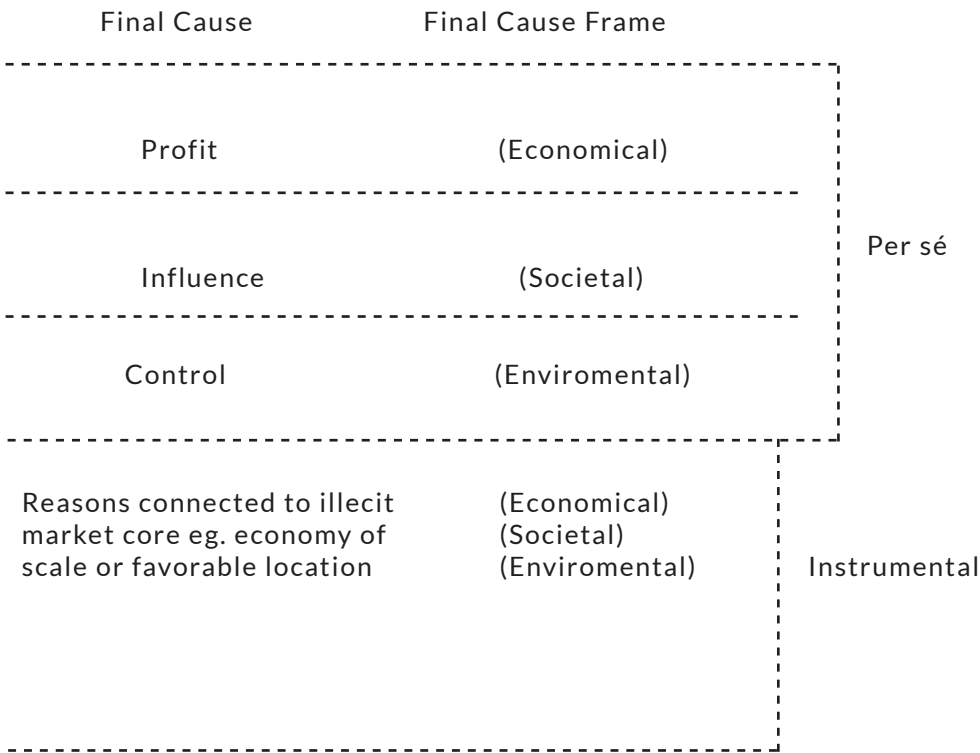 Final Cause Final Cause Frame
Profit (Economical)
Per sé
Influence (Societal)
Control (Enviromental)
Reasons connected to illecit (Economical)
market core eg. economy of (Societal)
scale or favorable location (Enviromental) Instrumental